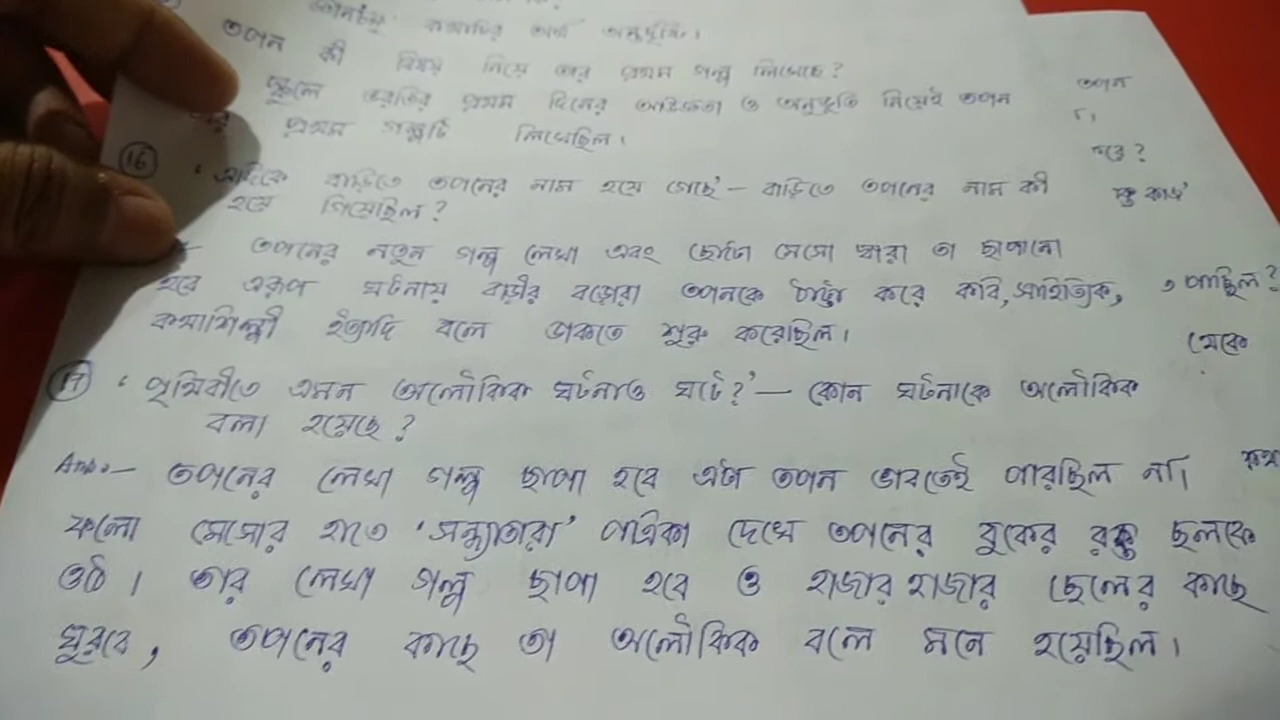 তপন কী বিষয় নিয়ে তার প্রথম গল্প লিখেছে?
স্কুলে ভরতির প্রথম দিনের অভিজ্ঞতা ও অনুভূতি নিয়েই তপন
প্রথম গল্পটি লিখেছিল।
(16) বাড়িতে তপনের নাম হয়ে গেছে' – বাড়িতে তপনের নাম কী
হয়ে গিয়েছিল?
তপনের নতুন গল্প লেখা এবং ছোটো মেসো দ্বারা তা ছাপানো
হবে এরূপ ঘটনায় বাড়ীর বড়োরা তপনকে ঠাট্টা করে কবি, সাহিত্যিক,
কথাশিল্পী ইত্যাদি বলে ডাকতে শুরু করেছিল।
(17) 'পৃথিবীতে এমন অলৌকিক ঘটনাও ঘটে?' – কোন ঘটনাকে অলৌকিক
বলা হয়েছে?
Ans:– তপনের লেখা গল্প ছাপা হবে এটা তপন ভাবতেই পারছিল না।
ফলে মেসোর হাতে 'সন্ধ্যাতারা' পত্রিকা দেখে তপনের বুকের রক্ত ছলকে
ওঠে। তার লেখা গল্প ছাপা হবে ও হাজার হাজার ছেলের কাছে
ঘুরবে, তপনের কাছে তা অলৌকিক বলে মনে হয়েছিল।
তপন
কাজ'
থেকে